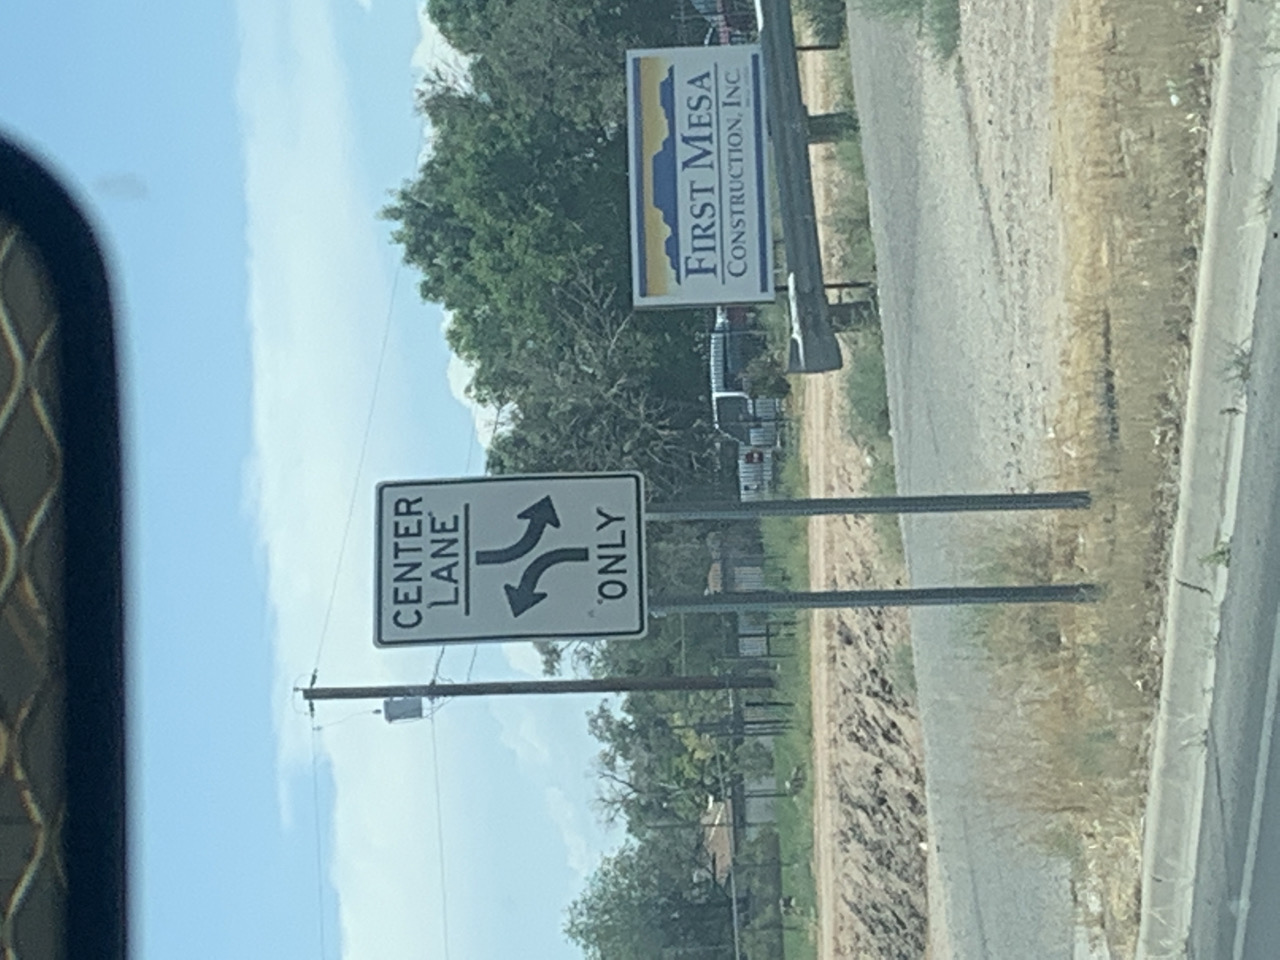 CENTER
LANE
ONLY
FIRST MESA
CONSTRUCTION, INC.